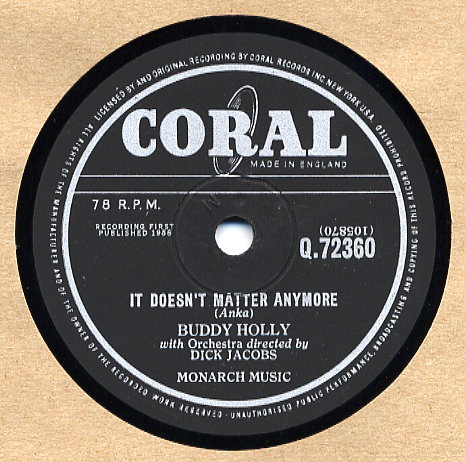 LICENSED BY AND ORIGINAL RECORDING BY CORAL RECORDS INC. NEW YORK U.S.A.
CORAL
MADE IN ENGLAND
78 R.P.M.
RECORDING FIRST
PUBLISHED 1958
(105870)
Q.72360
IT DOESN'T MATTER ANYMORE
(Anka)
BUDDY HOLLY
with Orchestra directed by
DICK JACOBS
MONARCH MUSIC
ALL RIGHTS OF THE MANUFACTURER AND OF THE OWNER OF THE RECORDED WORK RESERVED · UNAUTHORISED PUBLIC PERFORMANCE, BROADCASTING AND COPYING OF THIS RECORD PROHIBITED